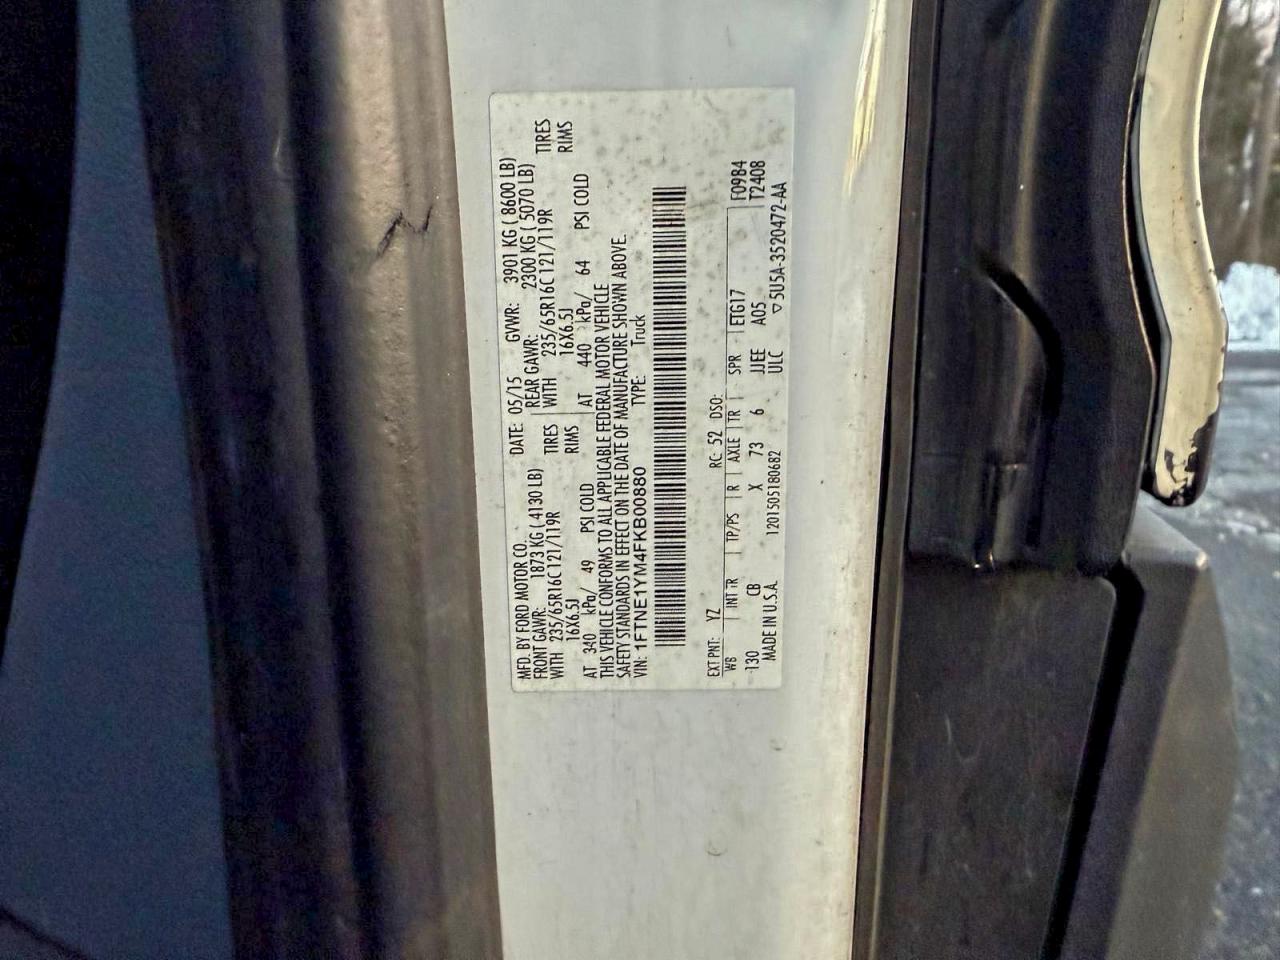 MFD. BY FORD MOTOR CO. DATE: 05/15 GVWR: 3901 KG ( 8600 LB)
FRONT GAWR: 1873 KG ( 4130 LB) REAR GAWR: 2300 KG ( 5070 LB)
WITH 235/65R16C 121/119R TIRES WITH 235/65R16C 121/119R TIRES
16X6.5J RIMS 16X6.5J RIMS
AT 340 kPa/ 49 PSI COLD AT 440 kPa/ 64 PSI COLD
THIS VEHICLE CONFORMS TO ALL APPLICABLE FEDERAL MOTOR VEHICLE
SAFETY STANDARDS IN EFFECT ON THE DATE OF MANUFACTURE SHOWN ABOVE.
VIN: 1FTNE1YM4FKB00880 TYPE: Truck
EXT PNT: YZ RC: 52 DSO:
WB INT TR TP/PS R AXLE TR SPR ETG17 F09B4
130 CB X 73 6 JJEE A05 T2408
MADE IN U.S.A. 1201505180682 ULC ▽5U5A-3520472-AA